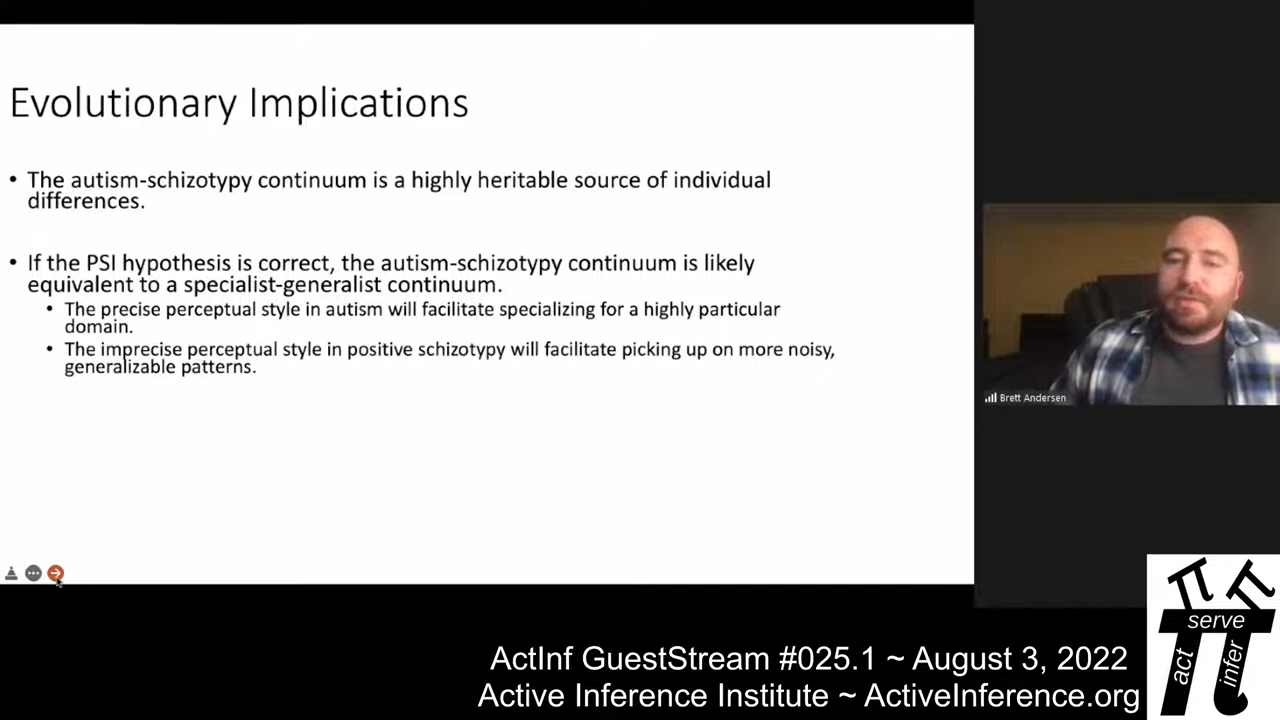 Evolutionary Implications
• The autism-schizotypy continuum is a highly heritable source of individual
differences.
• If the PSI hypothesis is correct, the autism-schizotypy continuum is likely
equivalent to a specialist-generalist continuum.
• The precise perceptual style in autism will facilitate specializing for a highly particular
domain.
• The imprecise perceptual style in positive schizotypy will facilitate picking up on more noisy,
generalizable patterns.
Brett Andersen
ActInf GuestStream #025.1 ~ August 3, 2022
Active Inference Institute ~ ActiveInference.org
π π
serve
act
infer